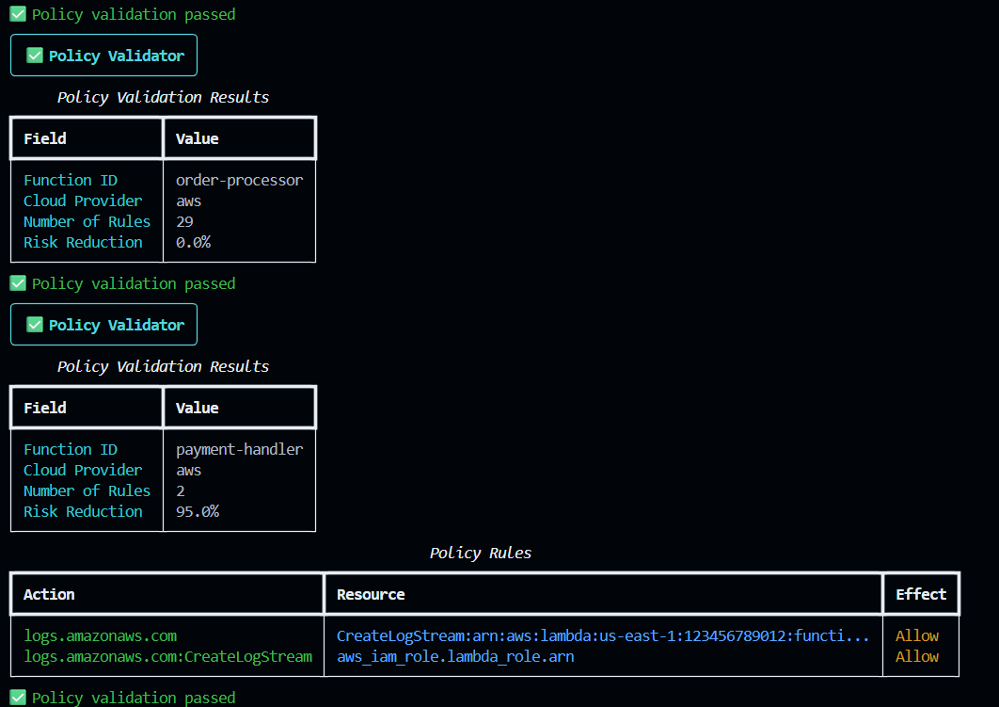 ✅ Policy validation passed
✅ Policy Validator
Policy Validation Results
Field Value
Function ID order-processor
Cloud Provider aws
Number of Rules 29
Risk Reduction 0.0%
✅ Policy validation passed
✅ Policy Validator
Policy Validation Results
Field Value
Function ID payment-handler
Cloud Provider aws
Number of Rules 2
Risk Reduction 95.0%
Policy Rules
Action Resource Effect
logs.amazonaws.com CreateLogStream:arn:aws:lambda:us-east-1:123456789012:functi... Allow
logs.amazonaws.com:CreateLogStream aws_iam_role.lambda_role.arn Allow
✅ Policy validation passed